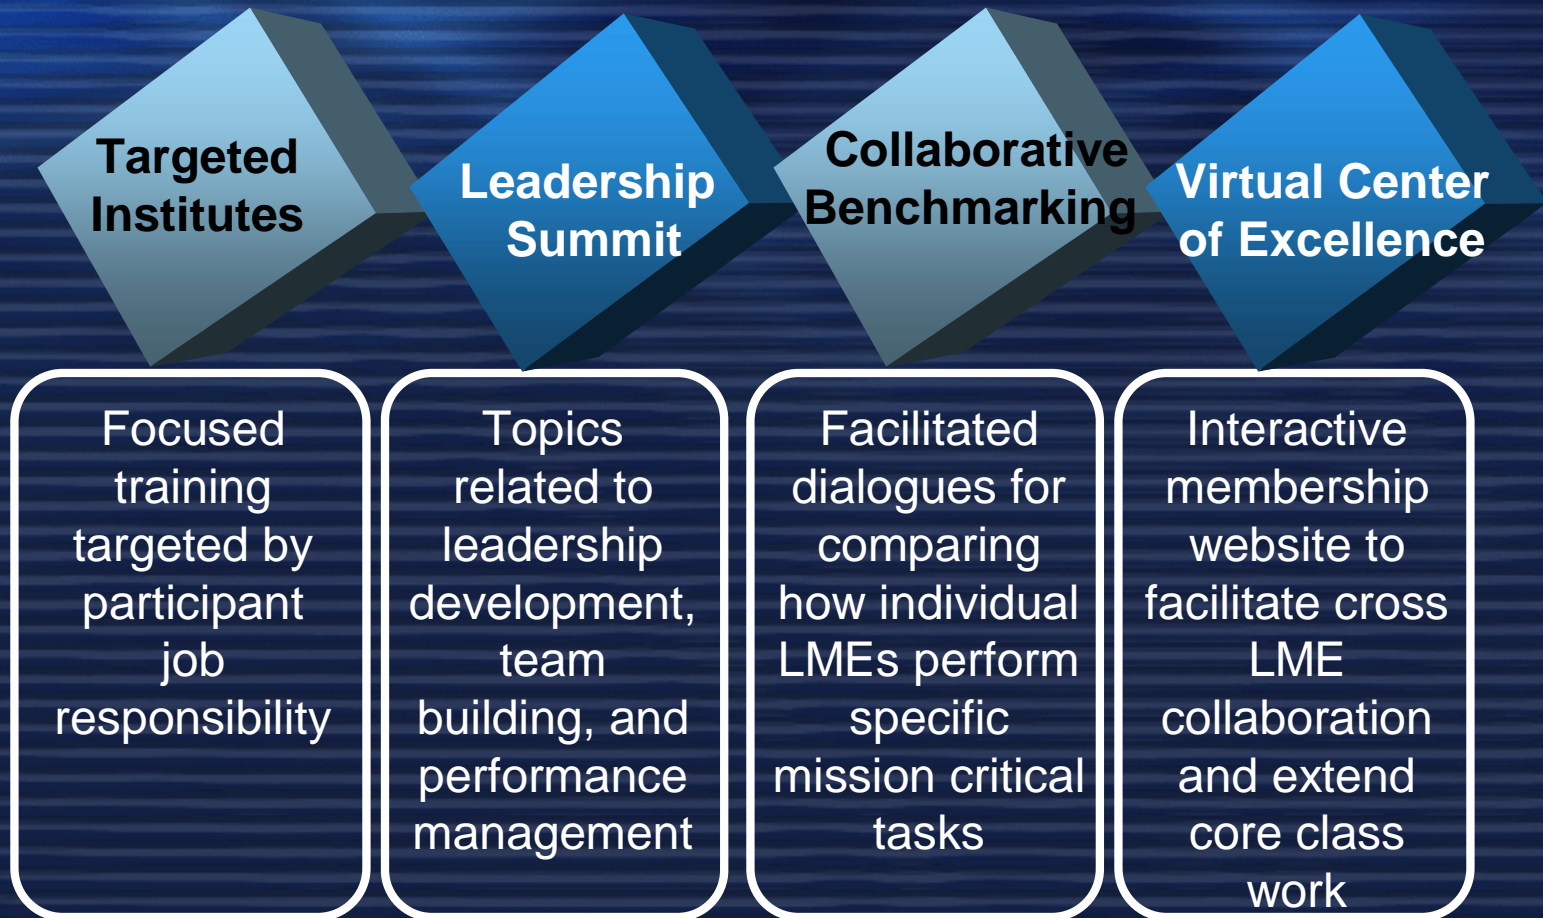 Targeted
Institutes
Leadership
Summit
Collaborative
Benchmarking
Virtual Center
of Excellence
Focused
training
targeted by
participant
job
responsibility
Topics
related to
leadership
development,
team
building, and
performance
management
Facilitated
dialogues for
comparing
how individual
LMEs perform
specific
mission critical
tasks
Interactive
membership
website to
facilitate cross
LME
collaboration
and extend
core class
work